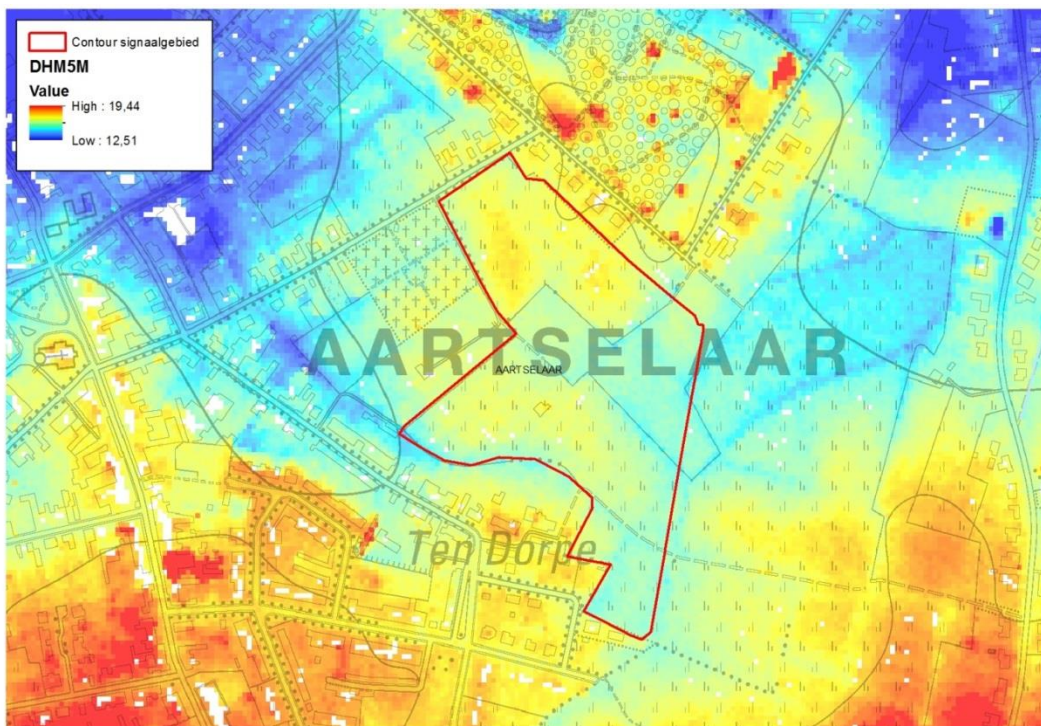 Contour signaalgebied
DHM5M
Value
High : 19,44
Low : 12,51
AARTSELAAR
AARTSELAAR
Ten Dorpe